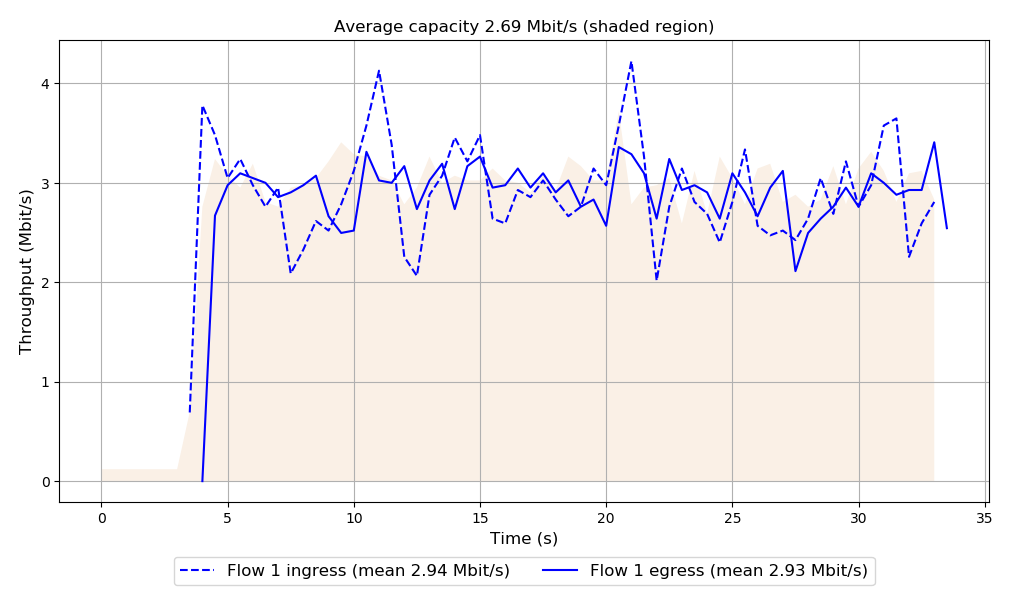 Average capacity 2.69 Mbit/s (shaded region)
Throughput (Mbit/s)
4
3
2
1
0
0 5 10 15 20 25 30 35
Time (s)
Flow 1 ingress (mean 2.94 Mbit/s) Flow 1 egress (mean 2.93 Mbit/s)